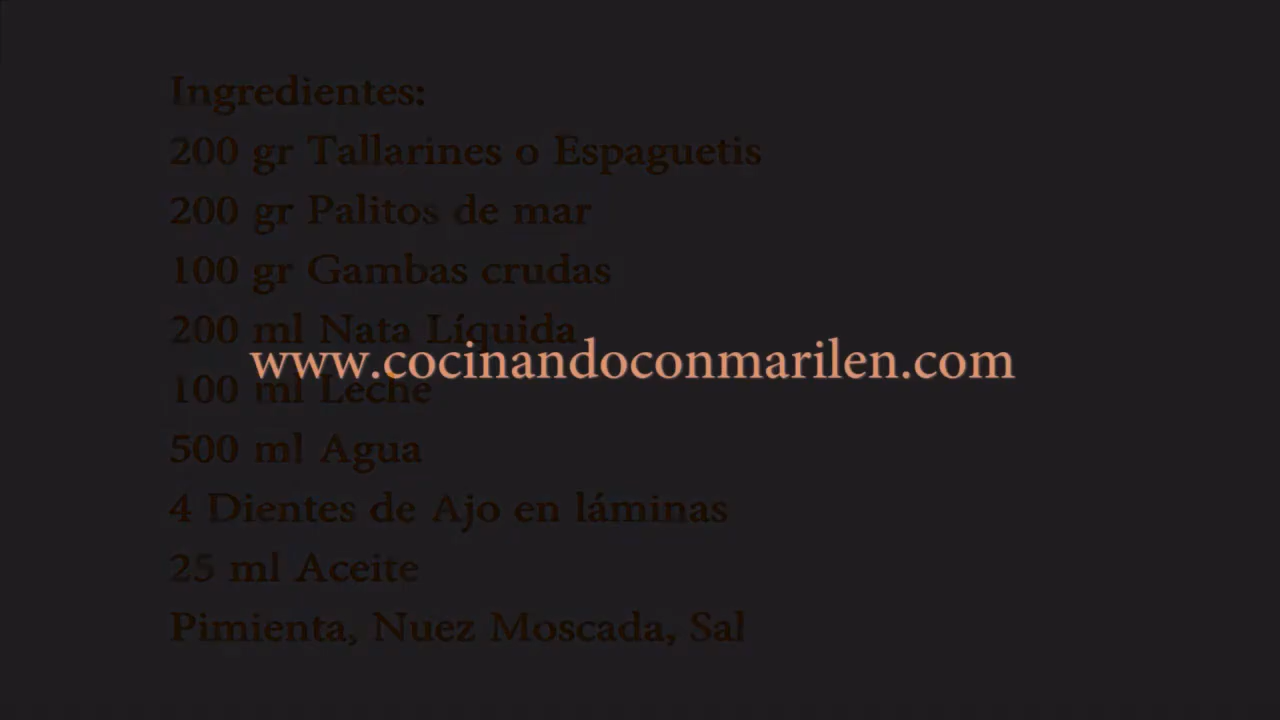 Ingredientes:
200 gr Tallarines o Espaguetis
200 gr Palitos de mar
100 gr Gambas crudas
200 ml Nata Líquida
www.cocinandoconmarilen.com
100 ml Leche
500 ml Agua
4 Dientes de Ajo en láminas
25 ml Aceite
Pimienta, Nuez Moscada, Sal